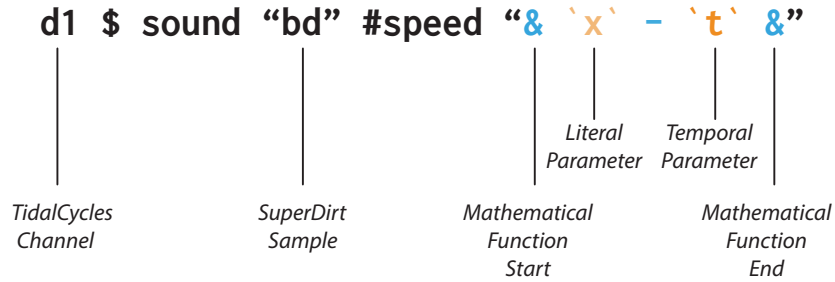 d1 $ sound “bd” #speed “& `x` - `t` &”
Literal
Parameter
Temporal
Parameter
TidalCycles
Channel
SuperDirt
Sample
Mathematical
Function
Start
Mathematical
Function
End